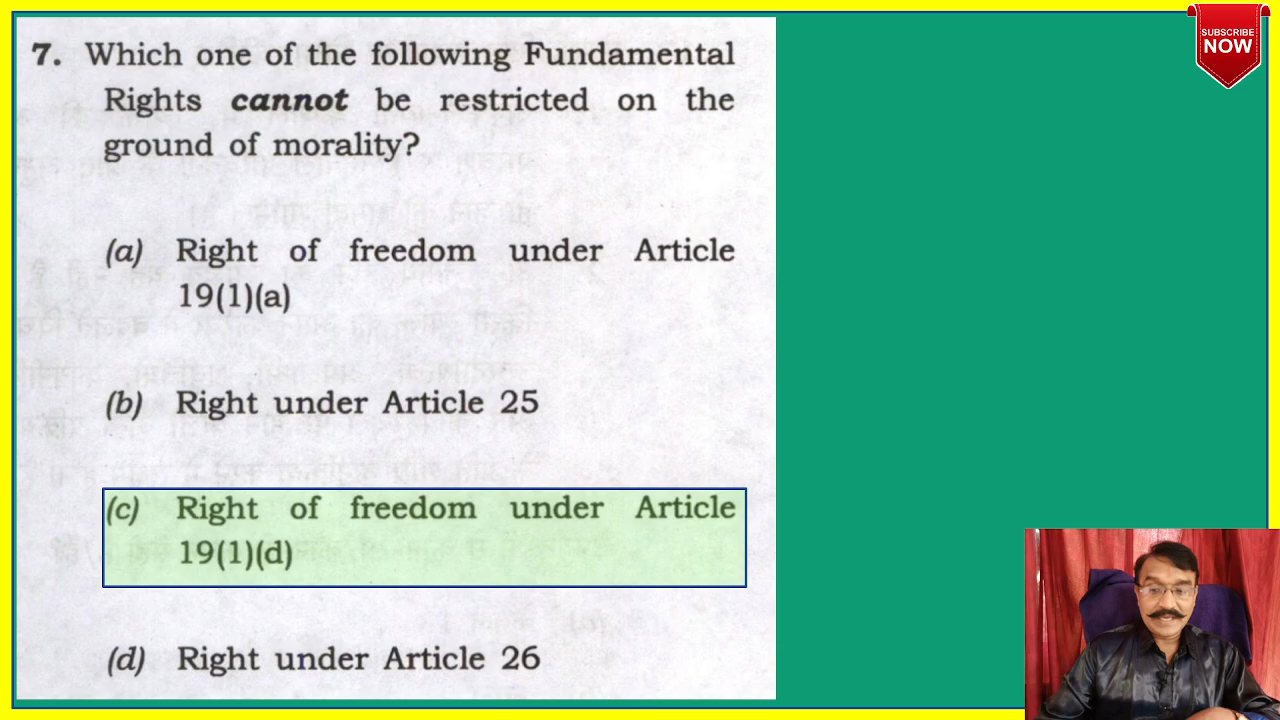 7. Which one of the following Fundamental
Rights cannot be restricted on the
ground of morality?
(a) Right of freedom under Article
19(1)(a)
(b) Right under Article 25
(c) Right of freedom under Article
19(1)(d)
(d) Right under Article 26
SUBSCRIBE
NOW